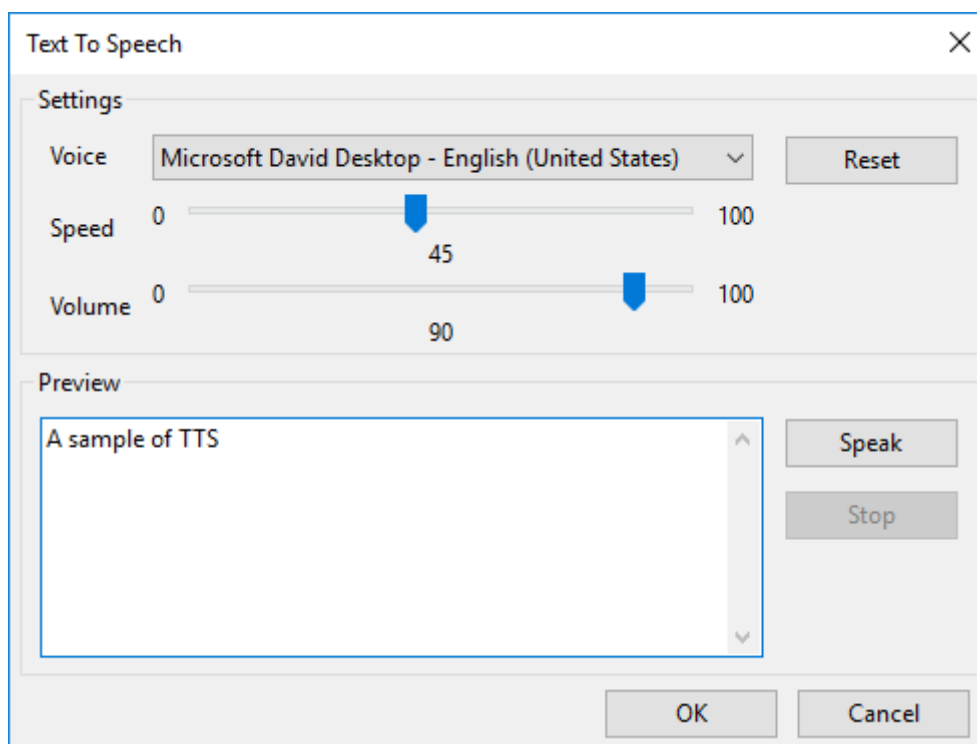 Text To Speech
Settings
Voice
Microsoft David Desktop - English (United States)
Reset
Speed
0
100
45
Volume
0
100
90
Preview
A sample of TTS
Speak
Stop
OK
Cancel